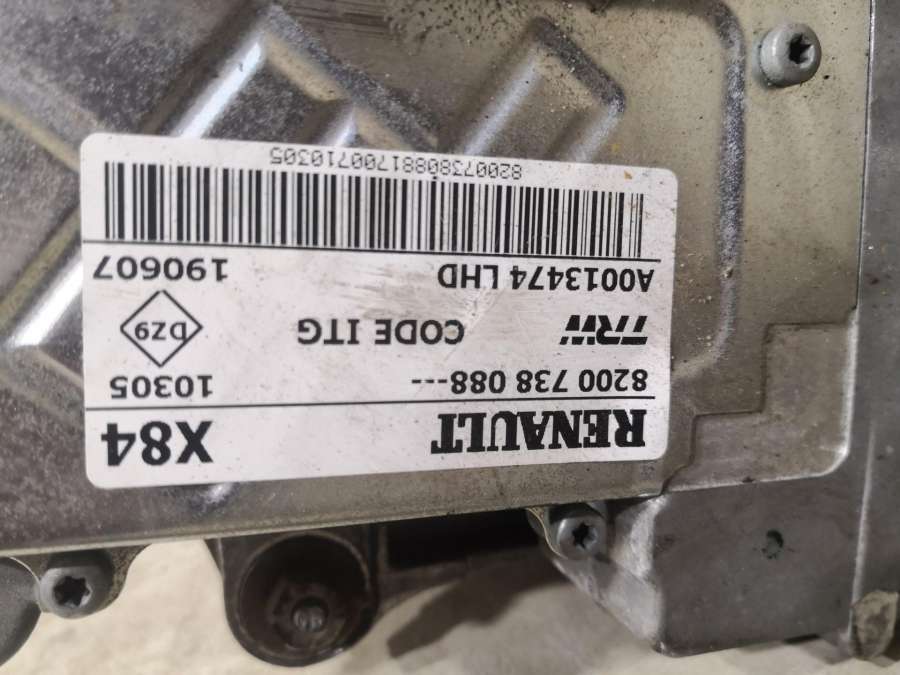 RENAULT X84
8200 738 088--- 10305
TRW CODE ITG DZ9
A0013474 LHD 190607
82007380881700710305